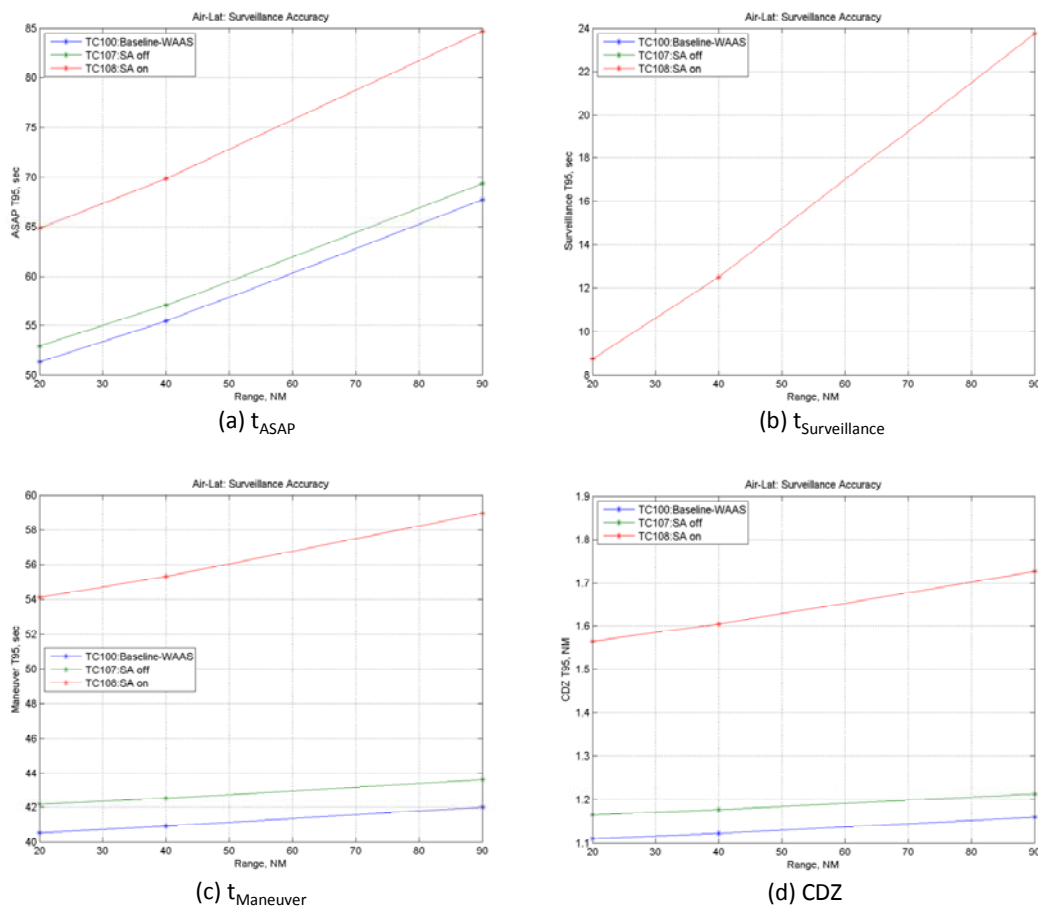 Air-Lat: Surveillance Accuracy
85
80
75
70
65
60
55
50
ASAP T95, sec
TC100:Baseline-WAAS
TC107:SA off
TC108:SA on
20 30 40 50 60 70 80 90
Range, NM
(a) tASAP
Air-Lat: Surveillance Accuracy
24
22
20
18
16
14
12
10
8
Surveillance T95, sec
TC100:Baseline-WAAS
TC107:SA off
TC108:SA on
20 30 40 50 60 70 80 90
Range, NM
(b) tSurveillance
Air-Lat: Surveillance Accuracy
60
58
56
54
52
50
48
46
44
42
40
Maneuver T95, sec
TC100:Baseline-WAAS
TC107:SA off
TC108:SA on
20 30 40 50 60 70 80 90
Range, NM
(c) tManeuver
Air-Lat: Surveillance Accuracy
1.9
1.8
1.7
1.6
1.5
1.4
1.3
1.2
1.1
CDZ T95, NM
TC100:Baseline-WAAS
TC107:SA off
TC108:SA on
20 30 40 50 60 70 80 90
Range, NM
(d) CDZ